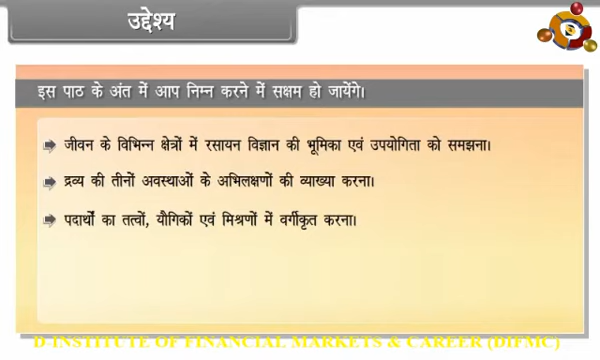 उद्देश्य
इस पाठ के अंत में आप निम्न करने में सक्षम हो जायेंगे।
जीवन के विभिन्न क्षेत्रों में रसायन विज्ञान की भूमिका एवं उपयोगिता को समझना।
द्रव्य की तीनों अवस्थाओं के अभिलक्षणों की व्याख्या करना।
पदार्थों का तत्वों, यौगिकों एवं मिश्रणों में वर्गीकृत करना।
D-INSTITUTE OF FINANCIAL MARKETS & CAREER (DIFMC)